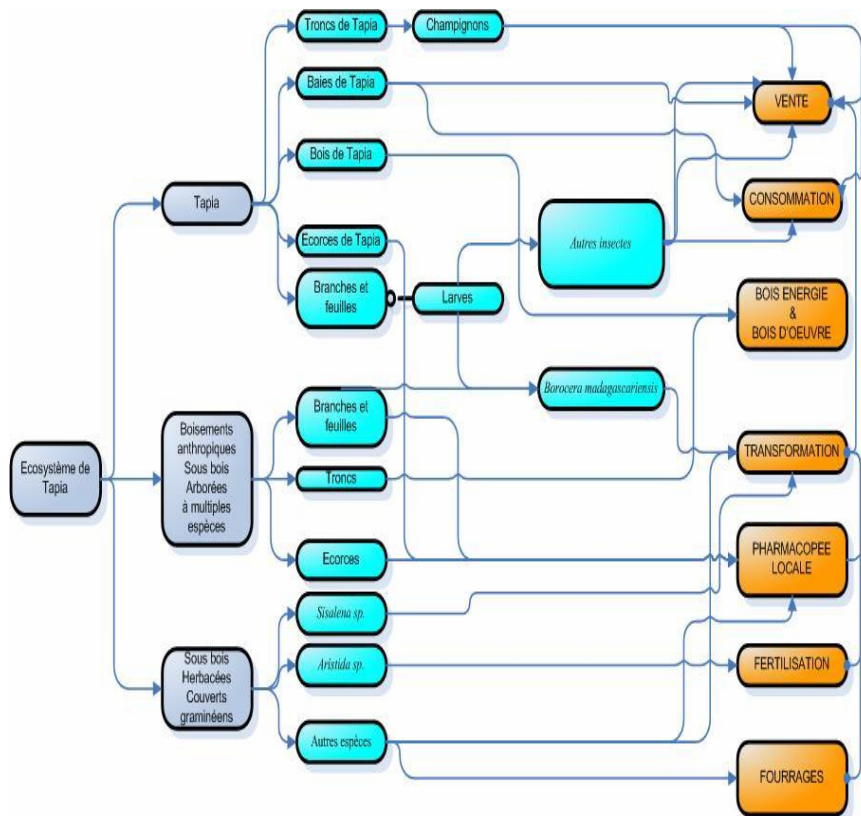 Troncs de Tapia
Champignons
Baies de Tapia
VENTE
Bois de Tapia
Tapia
CONSOMMATION
Ecorces de Tapia
Autres insectes
Branches et
feuilles
Larves
BOIS ENERGIE
&
BOIS D'OEUVRE
Branches et
feuilles
Borocera madagascariensis
Boisements
anthropiques
Sous bois
Arborées
à multiples
espèces
Ecosystème de
Tapia
Troncs
TRANSFORMATION
Ecorces
PHARMACOPEE
LOCALE
Sisalena sp.
Sous bois
Herbacées
Couverts
graminéens
Aristida sp.
FERTILISATION
Autres espèces
FOURRAGES